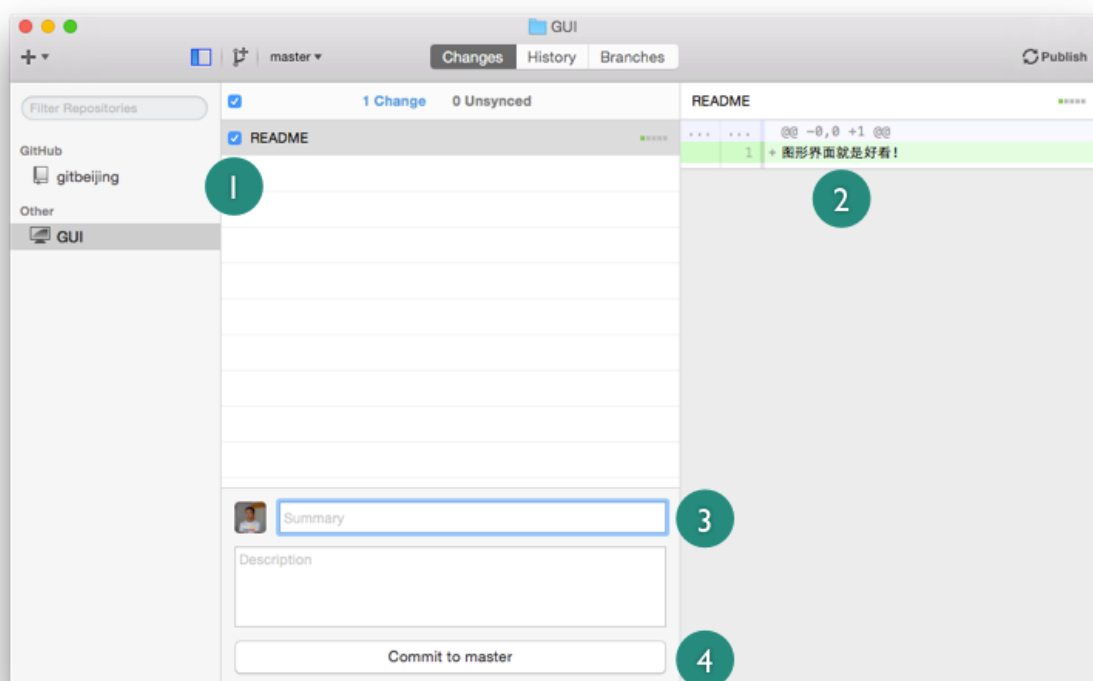 GUI
master
Changes
History
Branches
Publish
Filter Repositories
GitHub
gitbeijing
Other
GUI
1 Change 0 Unsynced
README
1
README
... ... @@ -0,0 +1 @@
1 + 图形界面就是好看!
2
Summary
3
Description
Commit to master
4